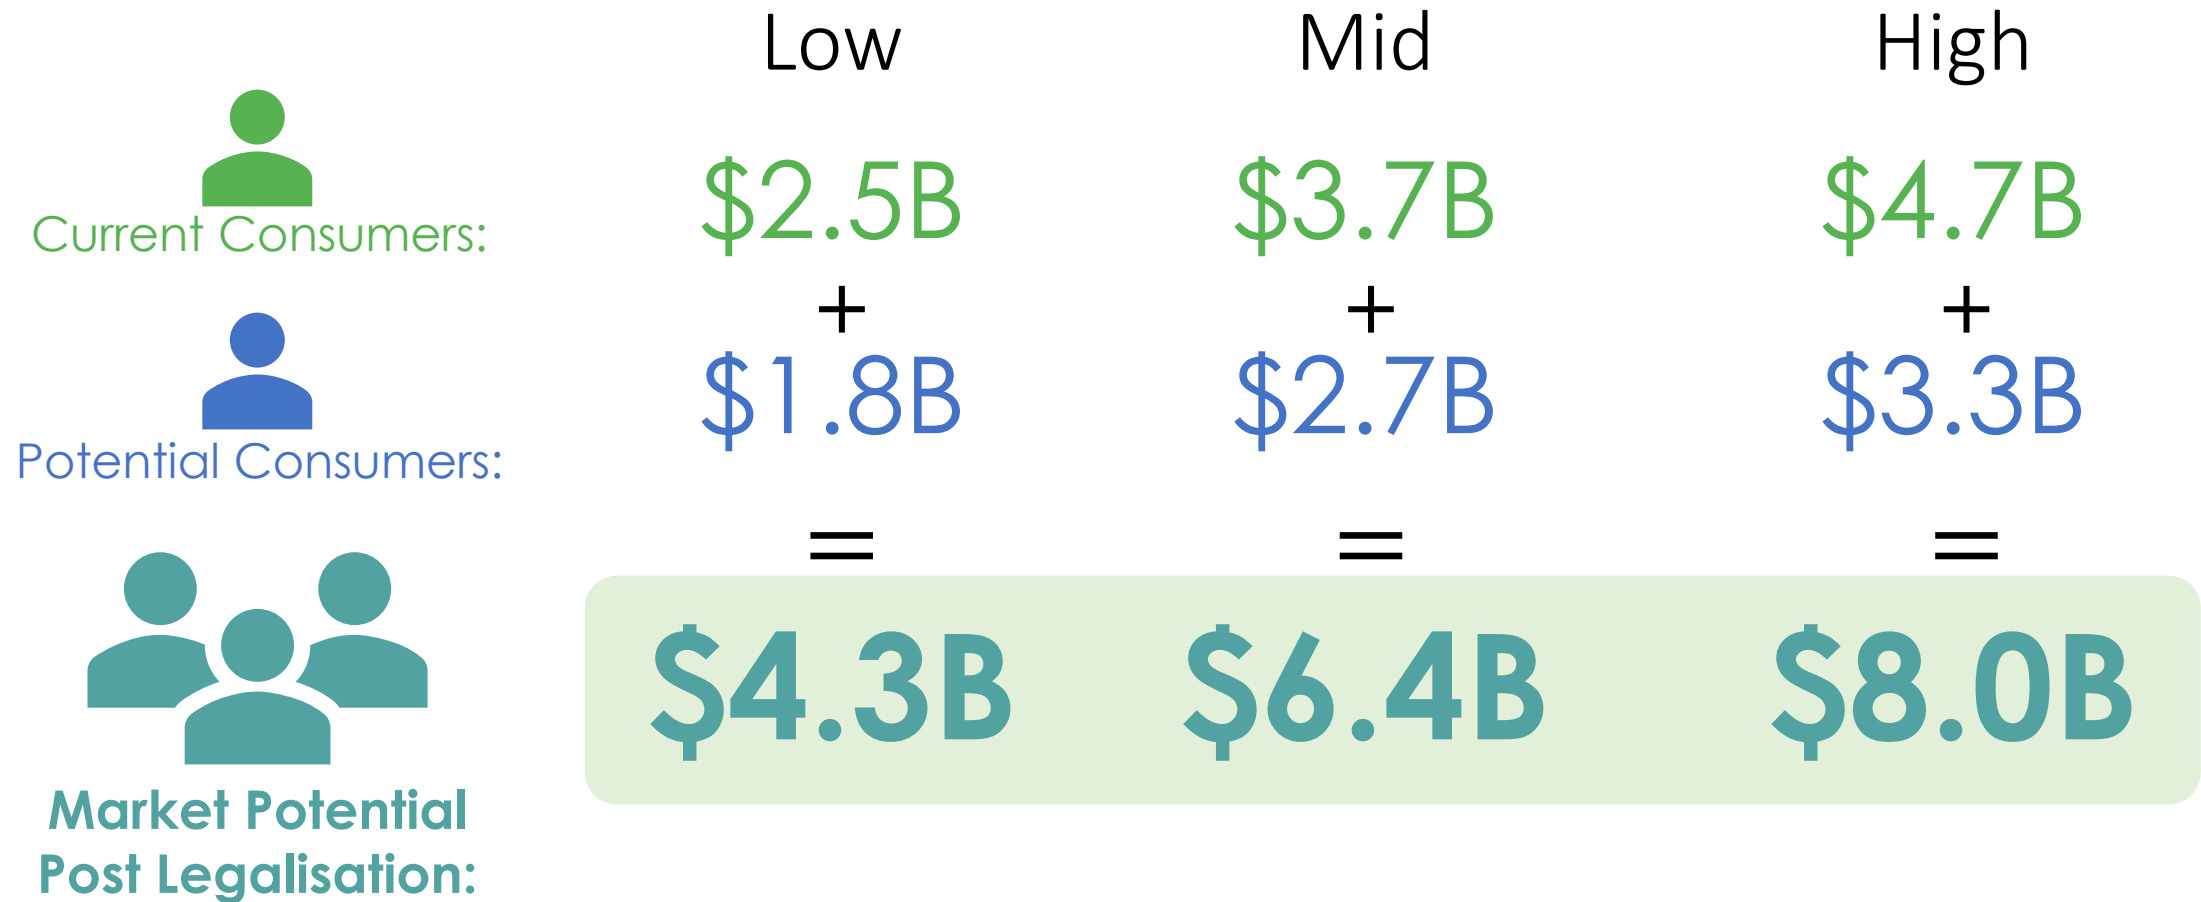 Low Mid High
Current Consumers: $2.5B $3.7B $4.7B
+ + +
Potential Consumers: $1.8B $2.7B $3.3B
= = =
Market Potential
Post Legalisation:
$4.3B $6.4B $8.0B